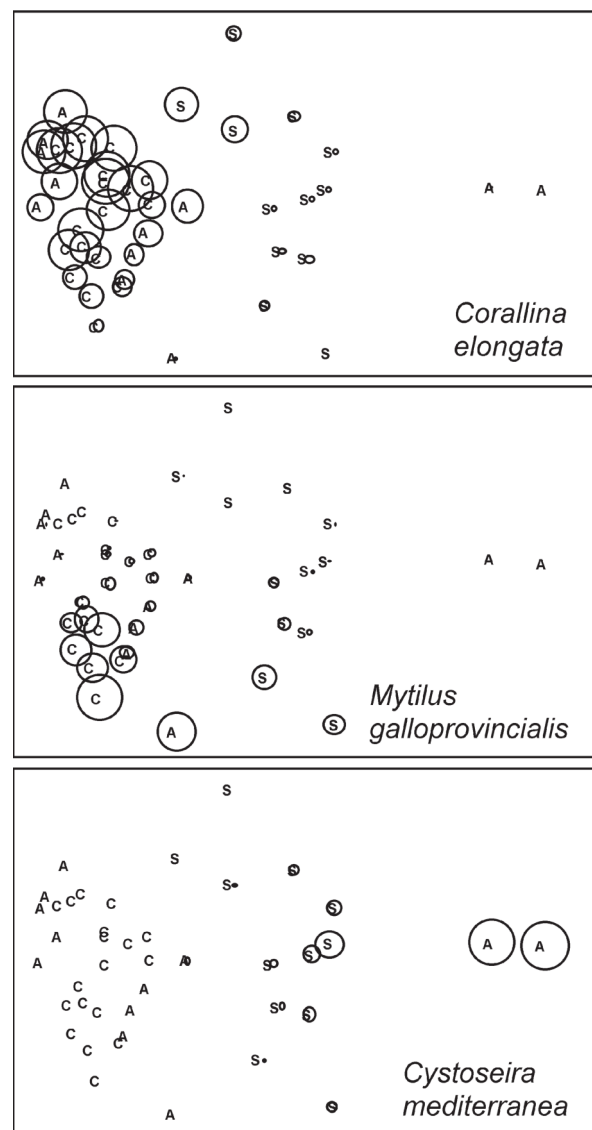 S
A S
S S
A C
A C C C S
C
A C C
C S A A
A C C A S S
C A
C C A S S
C
C A
C C
C S
C
A S
Corallina
elongata
S
A S
S S
A C C
A C C S
C A C
C C S A A
A C C A S S
C A
C C C A S
C S
C C A
C
C S
A S
Mytilus
galloprovincialis
S
A S
S S
A C C
A C C S
A C C
C S A A
A C C A S S
C A
C C C A S S
C A
C C
C S
A S
Cystoseira
mediterranea